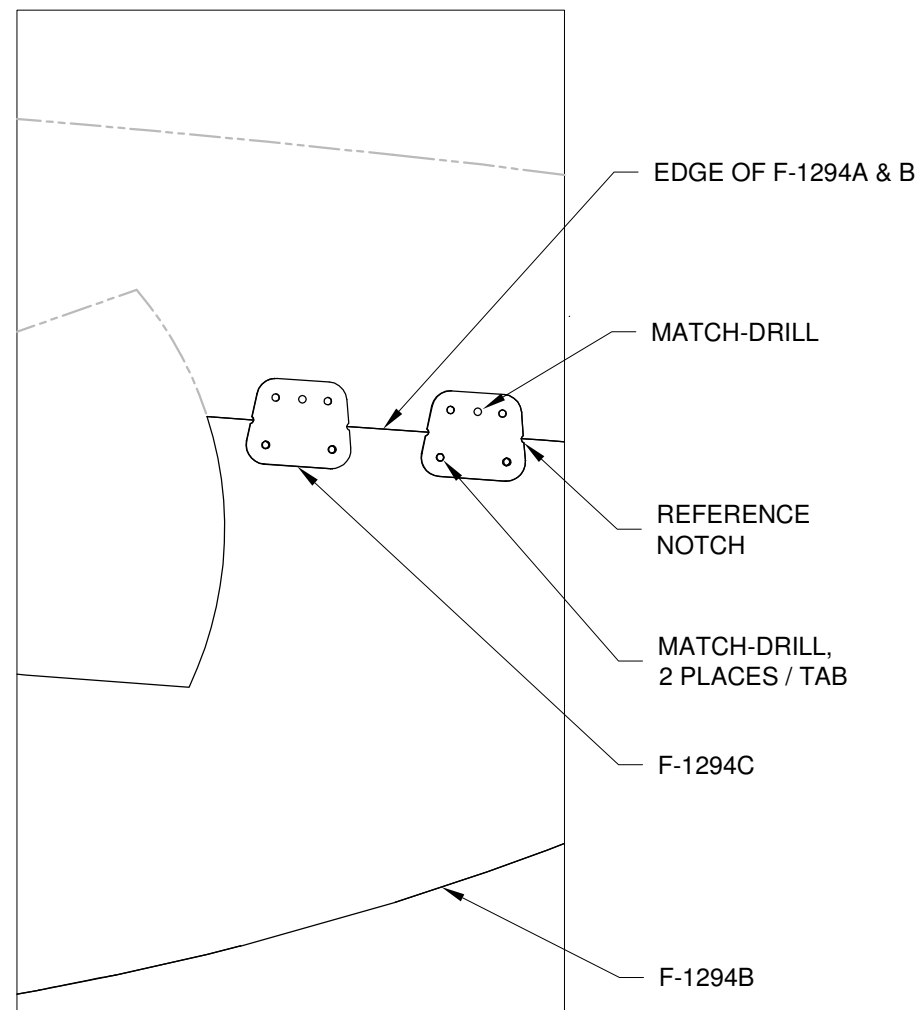 EDGE OF F-1294A & B
MATCH-DRILL
REFERENCE
NOTCH
MATCH-DRILL,
2 PLACES / TAB
F-1294C
F-1294B